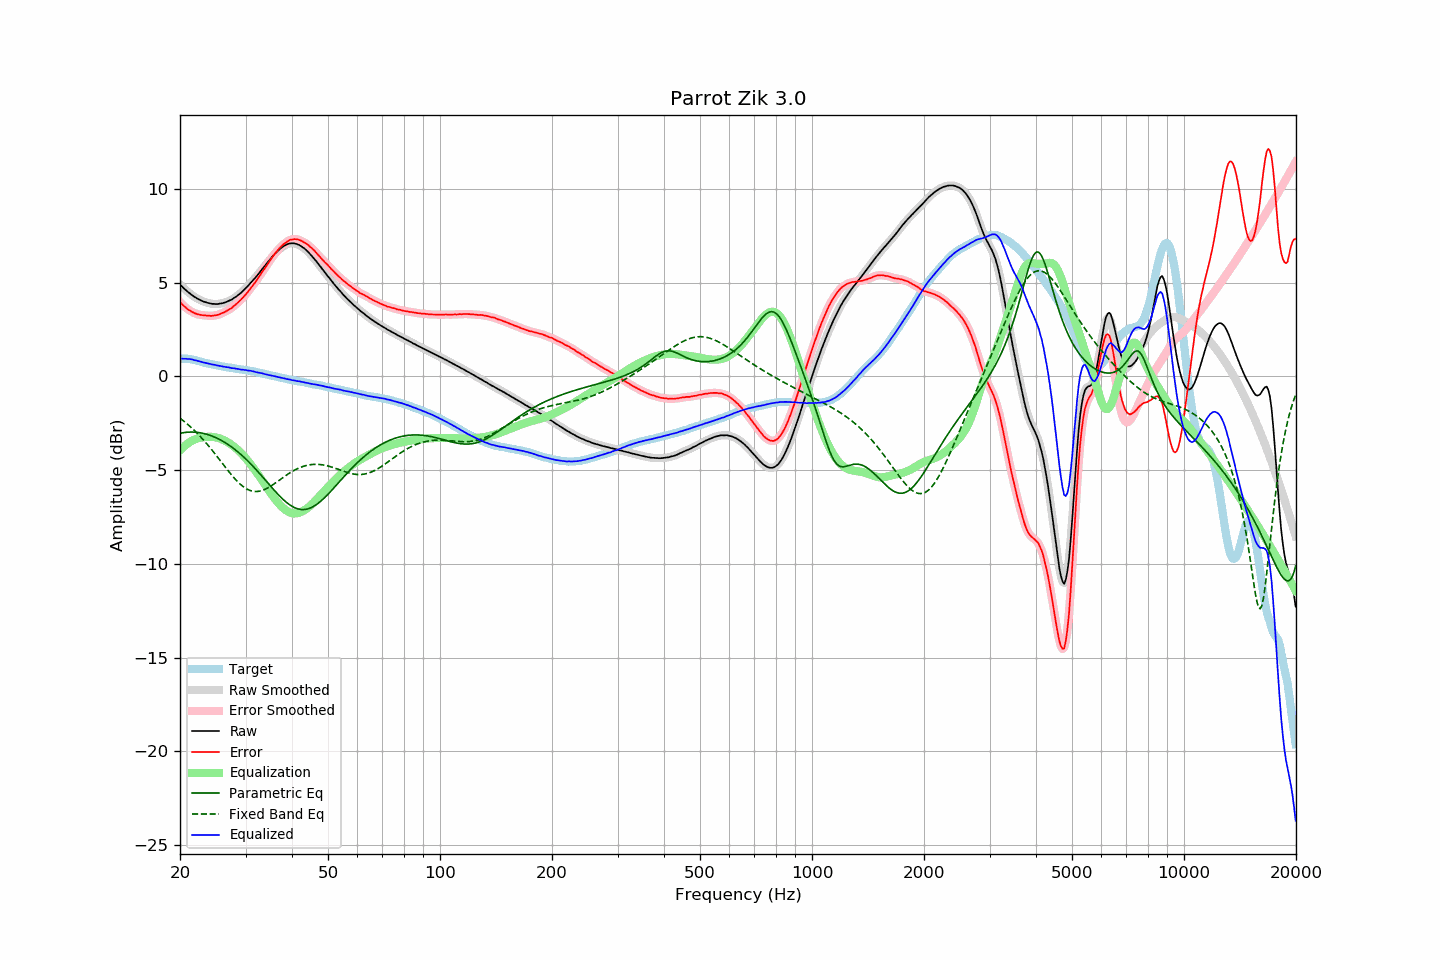 Parrot Zik 3.0
Amplitude (dBr)
10
5
0
−5
−10
−15
−20
−25
Target
Raw Smoothed
Error Smoothed
Raw
Error
Equalization
Parametric Eq
Fixed Band Eq
Equalized
20 50 100 200 500 1000 2000 5000 10000 20000
Frequency (Hz)